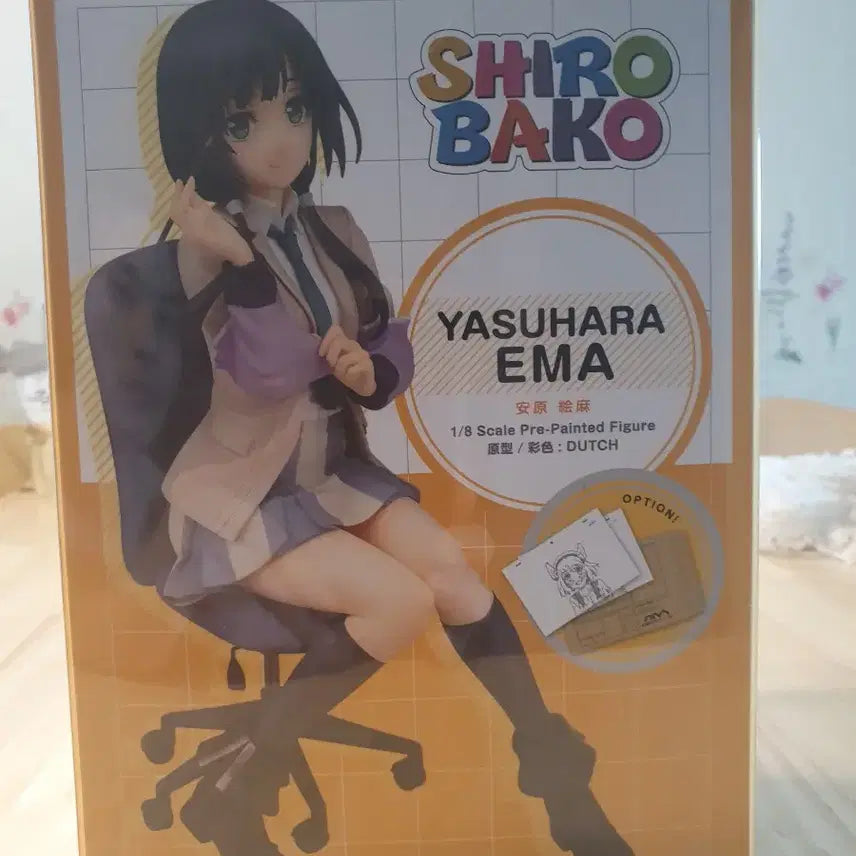 SHIRO
BAKO
YASUHARA
EMA
安原 絵麻
1/8 Scale Pre-Painted Figure
原型 / 彩色 : DUTCH
OPTION!